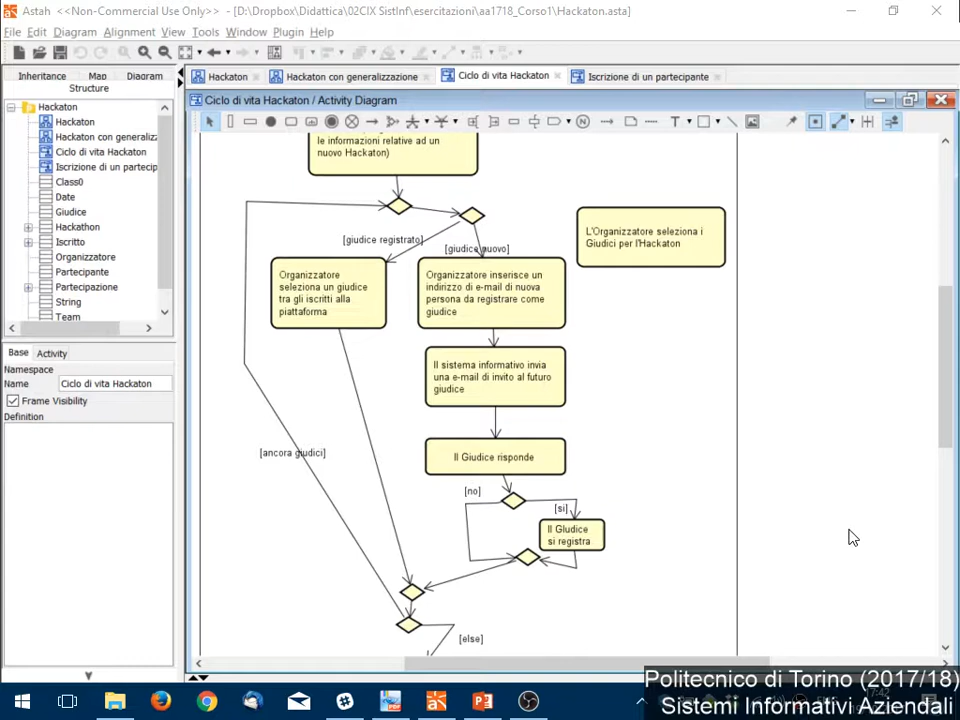 Astah <<Non-Commercial Use Only>> - [D:\Dropbox\Didattica\02CIX SistInf\esercitazioni\aa1718_Corso1\Hackaton.asta]
File Edit Diagram Alignment View Tools Window Plugin Help
Inheritance Map Diagram
Structure
Hackaton
Hackaton
Hackaton con generaliz
Ciclo di vita Hackaton
Iscrizione di un partecip
Class0
Date
Giudice
Hackathon
Iscritto
Organizzatore
Partecipante
Partecipazione
String
Team
Base Activity
Namespace
Name Ciclo di vita Hackaton
Frame Visibility
Definition
Hackaton Hackaton con generalizzazione Ciclo di vita Hackaton Iscrizione di un partecipante
Ciclo di vita Hackaton / Activity Diagram
le informazioni relative ad un
nuovo Hackaton)
[giudice registrato]
[giudice nuovo]
L'Organizzatore seleziona i
Giudici per l'Hackaton
Organizzatore
seleziona un giudice
tra gli iscritti alla
piattaforma
Organizzatore inserisce un
indirizzo di e-mail di nuova
persona da registrare come
giudice
Il sistema informativo invia
una e-mail di invito al futuro
giudice
[ancora giudici]
Il Giudice risponde
[no]
[si]
Il GIudice
si registra
[else]
Politecnico di Torino (2017/18)
Sistemi Informativi Aziendali